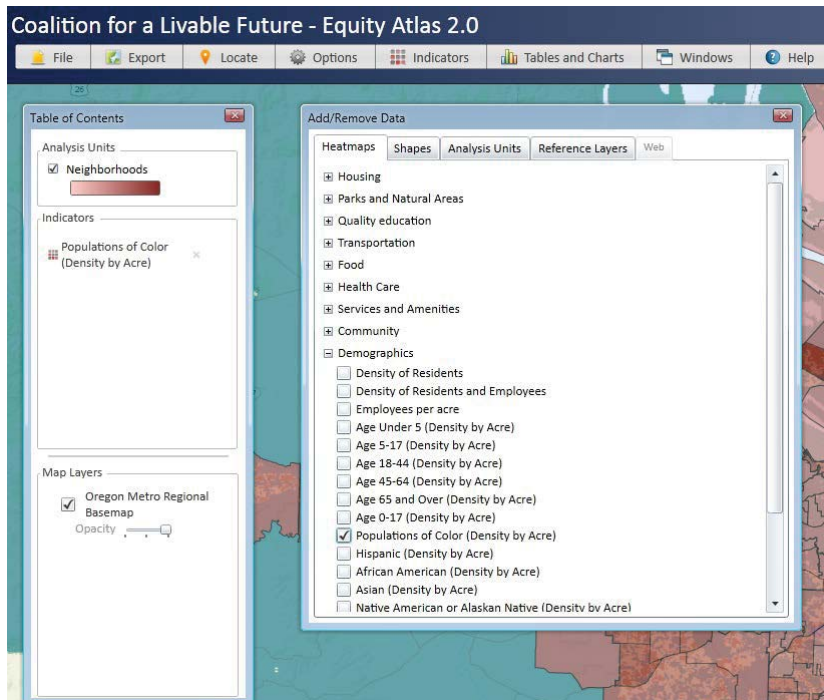 Coalition for a Livable Future - Equity Atlas 2.0
File Export Locate Options Indicators Tables and Charts Windows Help
26
Table of Contents
Analysis Units
Neighborhoods
Indicators
Populations of Color
(Density by Acre)
Map Layers
Oregon Metro Regional
Basemap
Opacity
Add/Remove Data
Heatmaps Shapes Analysis Units Reference Layers Web
Housing
Parks and Natural Areas
Quality education
Transportation
Food
Health Care
Services and Amenities
Community
Demographics
Density of Residents
Density of Residents and Employees
Employees per acre
Age Under 5 (Density by Acre)
Age 5-17 (Density by Acre)
Age 18-44 (Density by Acre)
Age 45-64 (Density by Acre)
Age 65 and Over (Density by Acre)
Age 0-17 (Density by Acre)
Populations of Color (Density by Acre)
Hispanic (Density by Acre)
African American (Density by Acre)
Asian (Density by Acre)
Native American or Alaskan Native (Density by Acre)